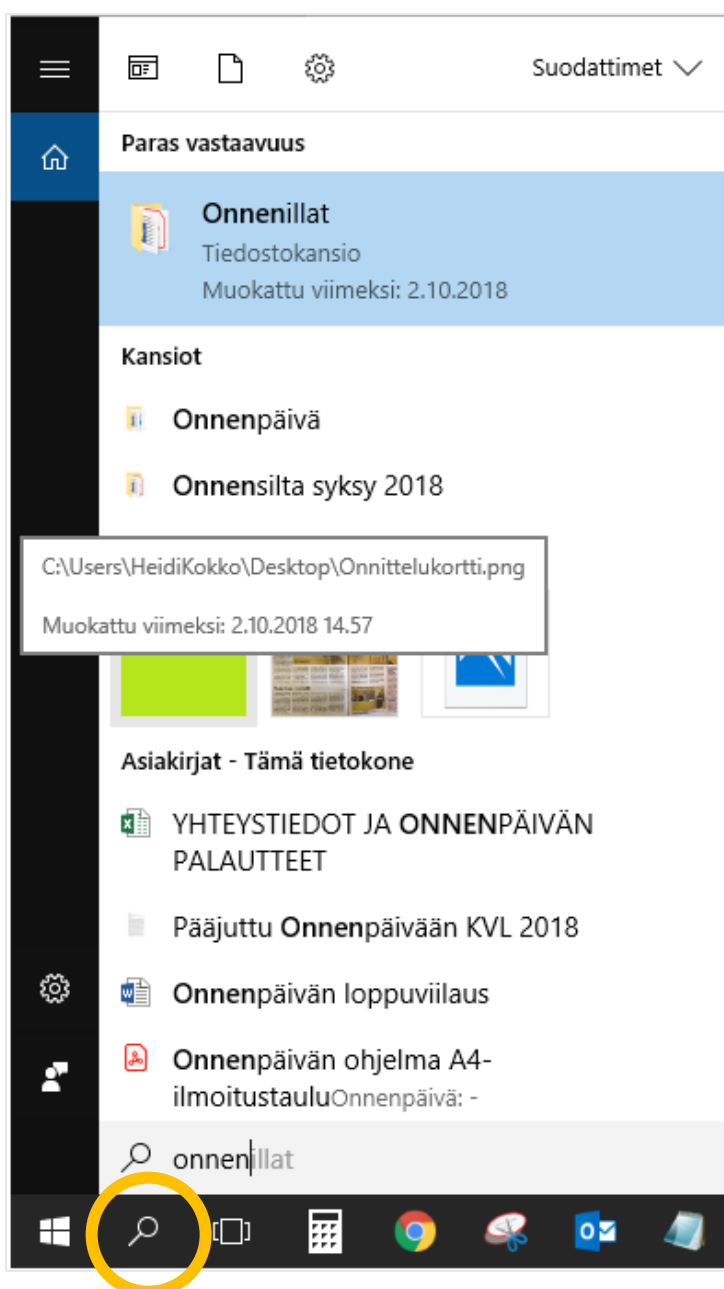 Suodattimet
Paras vastaavuus
Onnenillat
Tiedostokansio
Muokattu viimeksi: 2.10.2018
Kansiot
Onnenpäivä
Onnensilta syksy 2018
C:\Users\HeidiKokko\Desktop\Onnittelukortti.png
Muokattu viimeksi: 2.10.2018 14.57
Asiakirjat - Tämä tietokone
YHTEYSTIEDOT JA ONNENPÄIVÄN
PALAUTTEET
Pääjuttu Onnenpäivään KVL 2018
Onnenpäivän loppuviilaus
Onnenpäivän ohjelma A4-
ilmoitustauluOnnenpäivä: -
onnenillat